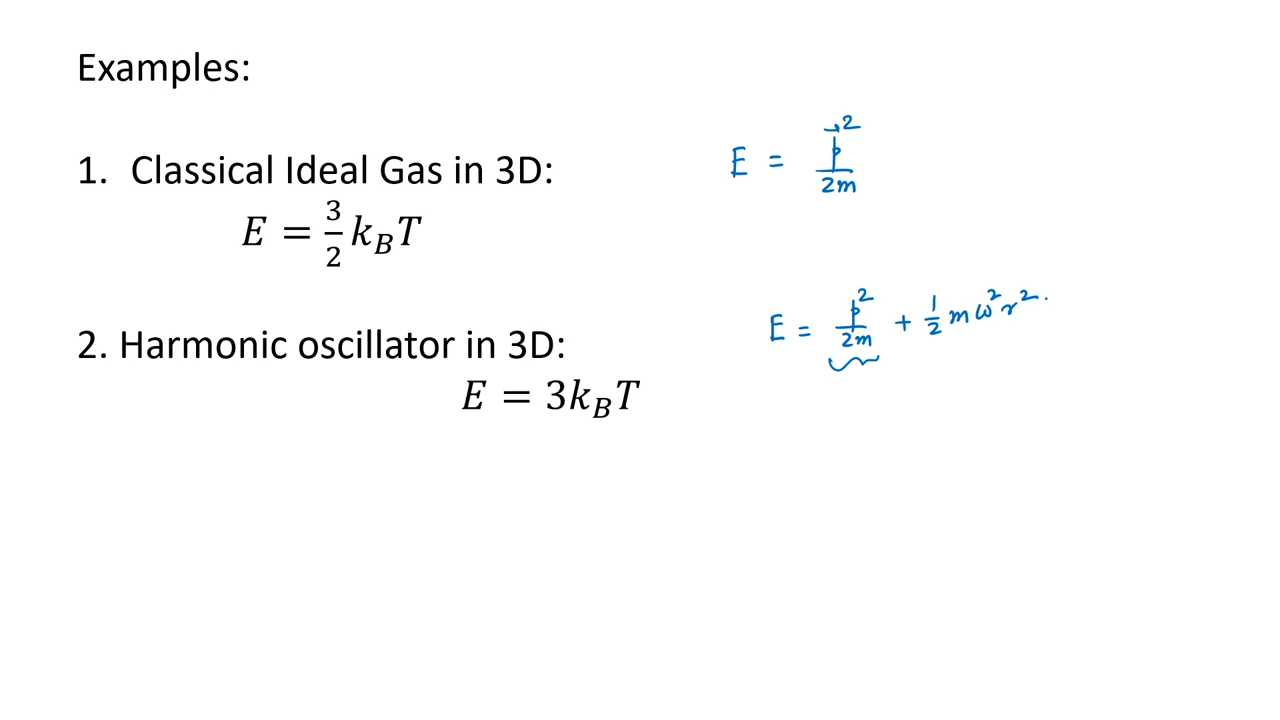 Examples:
1. Classical Ideal Gas in 3D:
E = 3/2 k_B T
E = p⃗²/2m
2. Harmonic oscillator in 3D:
E = 3k_B T
E = p²/2m + 1/2 mω²r².